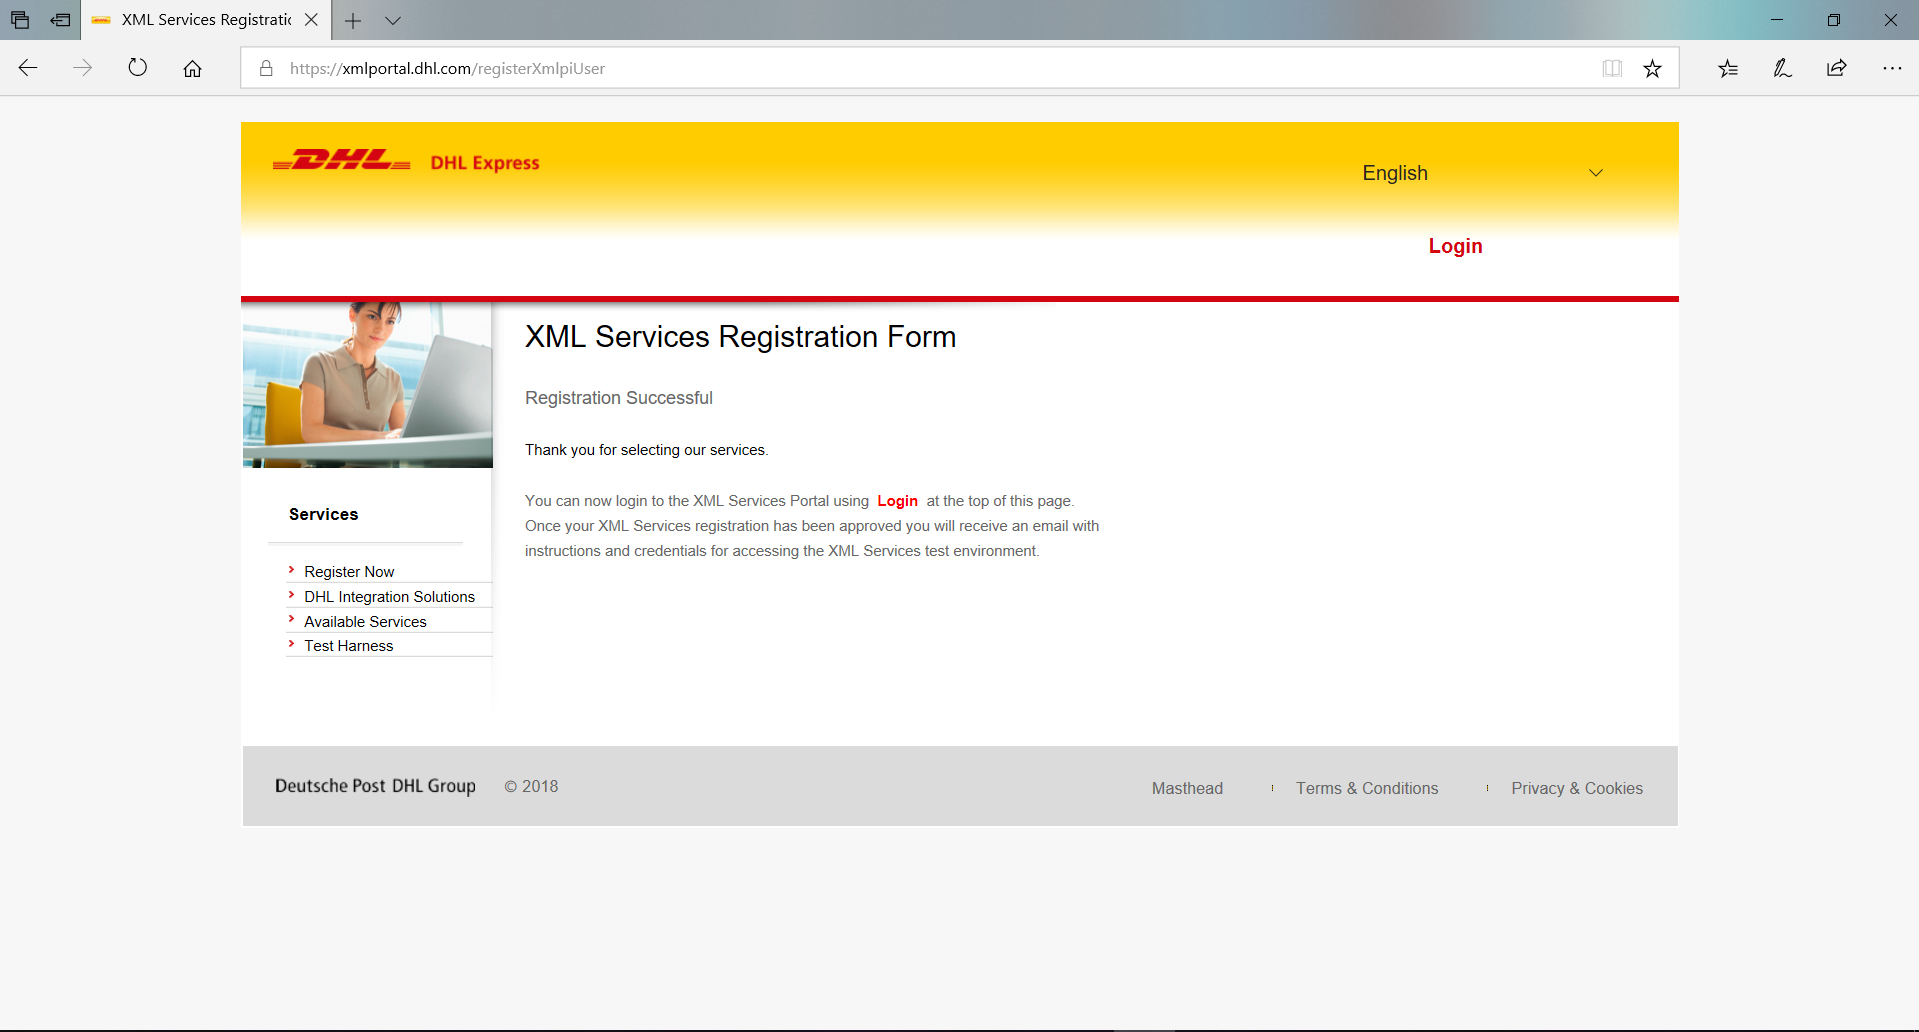 XML Services Registratic
https://xmlportal.dhl.com/registerXmlpiUser
DHL DHL Express
English
Login
XML Services Registration Form
Registration Successful
Thank you for selecting our services.
You can now login to the XML Services Portal using Login at the top of this page.
Once your XML Services registration has been approved you will receive an email with
instructions and credentials for accessing the XML Services test environment.
Services
Register Now
DHL Integration Solutions
Available Services
Test Harness
Deutsche Post DHL Group © 2018
Masthead Terms & Conditions Privacy & Cookies